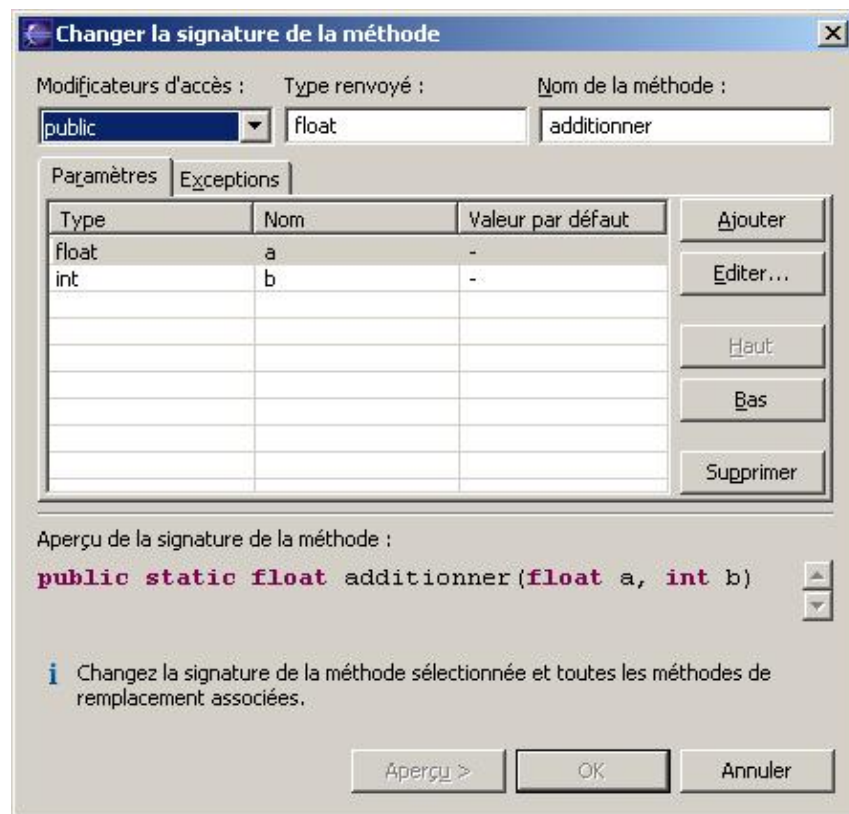 Changer la signature de la méthode
Modificateurs d'accès : Type renvoyé : Nom de la méthode :
public float additionner
Paramètres Exceptions
Type Nom Valeur par défaut Ajouter
float a -
int b - Editer...
Haut
Bas
Supprimer
Aperçu de la signature de la méthode :
public static float additionner(float a, int b)
i Changez la signature de la méthode sélectionnée et toutes les méthodes de
remplacement associées.
Aperçu > OK Annuler